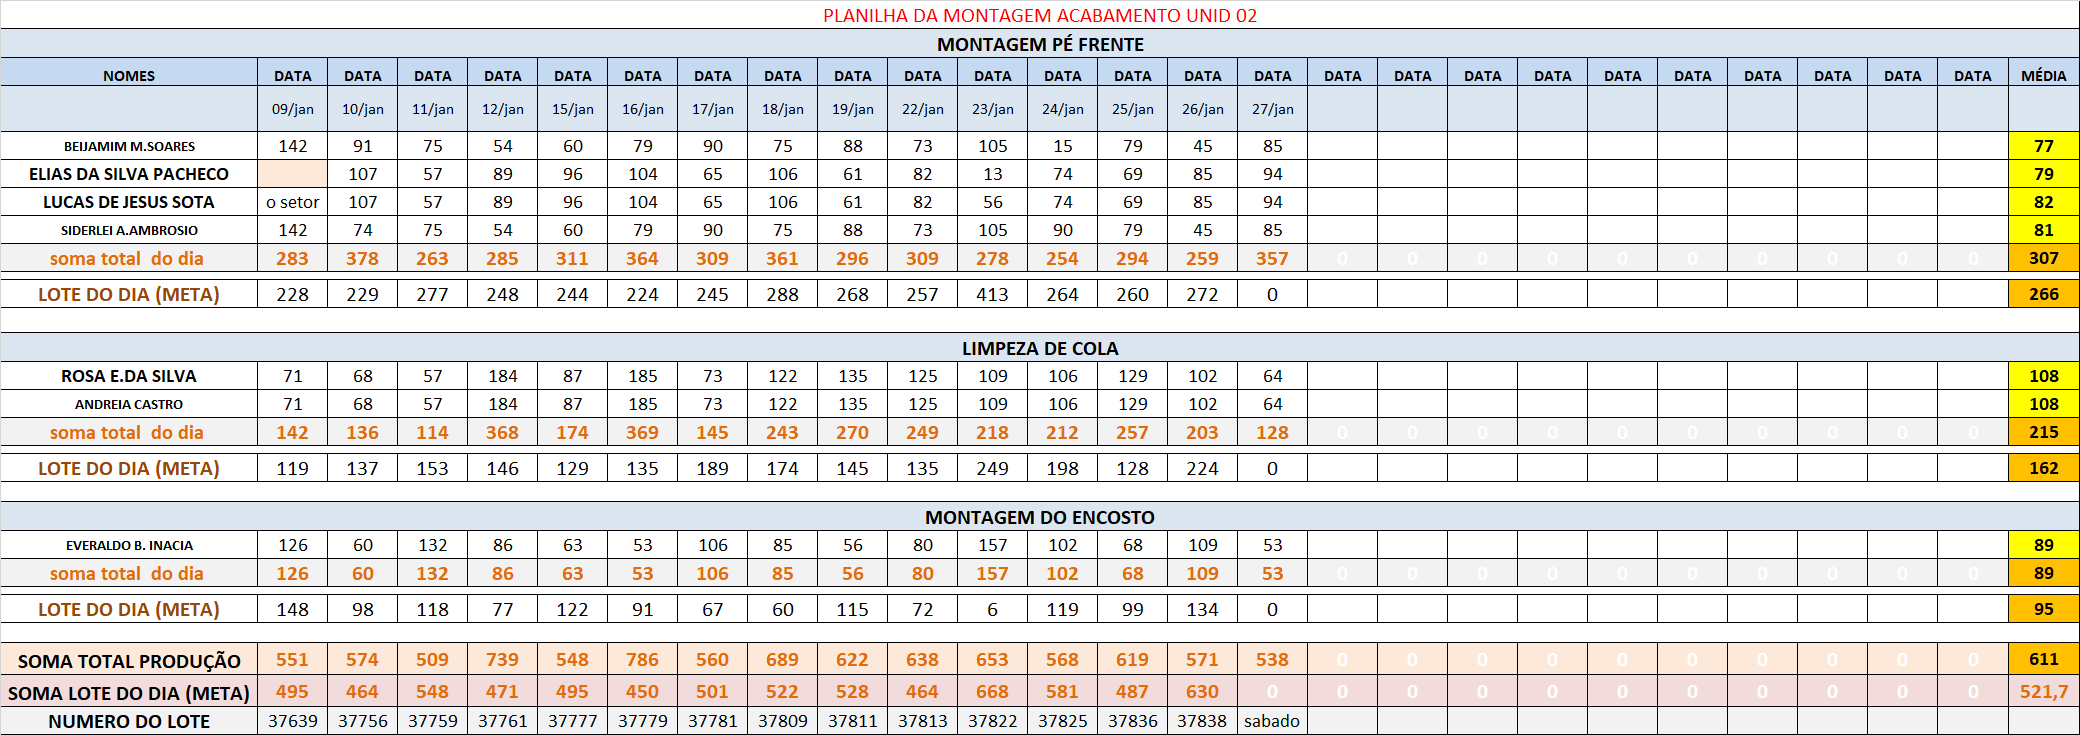 PLANILHA DA MONTAGEM ACABAMENTO UNID 02
MONTAGEM PÉ FRENTE
NOMES DATA DATA DATA DATA DATA DATA DATA DATA DATA DATA DATA DATA DATA DATA DATA DATA DATA DATA DATA DATA DATA DATA DATA DATA DATA MÉDIA
09/jan 10/jan 11/jan 12/jan 15/jan 16/jan 17/jan 18/jan 19/jan 22/jan 23/jan 24/jan 25/jan 26/jan 27/jan
BEIJAMIM M.SOARES 142 91 75 54 60 79 90 75 88 73 105 15 79 45 85 77
ELIAS DA SILVA PACHECO 107 57 89 96 104 65 106 61 82 13 74 69 85 94 79
LUCAS DE JESUS SOTA o setor 107 57 89 96 104 65 106 61 82 56 74 69 85 94 82
SIDERLEI A.AMBROSIO 142 74 75 54 60 79 90 75 88 73 105 90 79 45 85 81
soma total do dia 283 378 263 285 311 364 309 361 296 309 278 254 294 259 357 0 0 0 0 0 0 0 0 0 0 307
LOTE DO DIA (META) 228 229 277 248 244 224 245 288 268 257 413 264 260 272 0 266
LIMPEZA DE COLA
ROSA E.DA SILVA 71 68 57 184 87 185 73 122 135 125 109 106 129 102 64 108
ANDREIA CASTRO 71 68 57 184 87 185 73 122 135 125 109 106 129 102 64 108
soma total do dia 142 136 114 368 174 369 145 243 270 249 218 212 257 203 128 0 0 0 0 0 0 0 0 0 0 215
LOTE DO DIA (META) 119 137 153 146 129 135 189 174 145 135 249 198 128 224 0 162
MONTAGEM DO ENCOSTO
EVERALDO B. INACIA 126 60 132 86 63 53 106 85 56 80 157 102 68 109 53 89
soma total do dia 126 60 132 86 63 53 106 85 56 80 157 102 68 109 53 0 0 0 0 0 0 0 0 0 0 89
LOTE DO DIA (META) 148 98 118 77 122 91 67 60 115 72 6 119 99 134 0 95
SOMA TOTAL PRODUÇÃO 551 574 509 739 548 786 560 689 622 638 653 568 619 571 538 0 0 0 0 0 0 0 0 0 0 611
SOMA LOTE DO DIA (META) 495 464 548 471 495 450 501 522 528 464 668 581 487 630 0 0 0 0 0 0 0 0 0 0 0 521,7
NUMERO DO LOTE 37639 37756 37759 37761 37777 37779 37781 37809 37811 37813 37822 37825 37836 37838 sabado